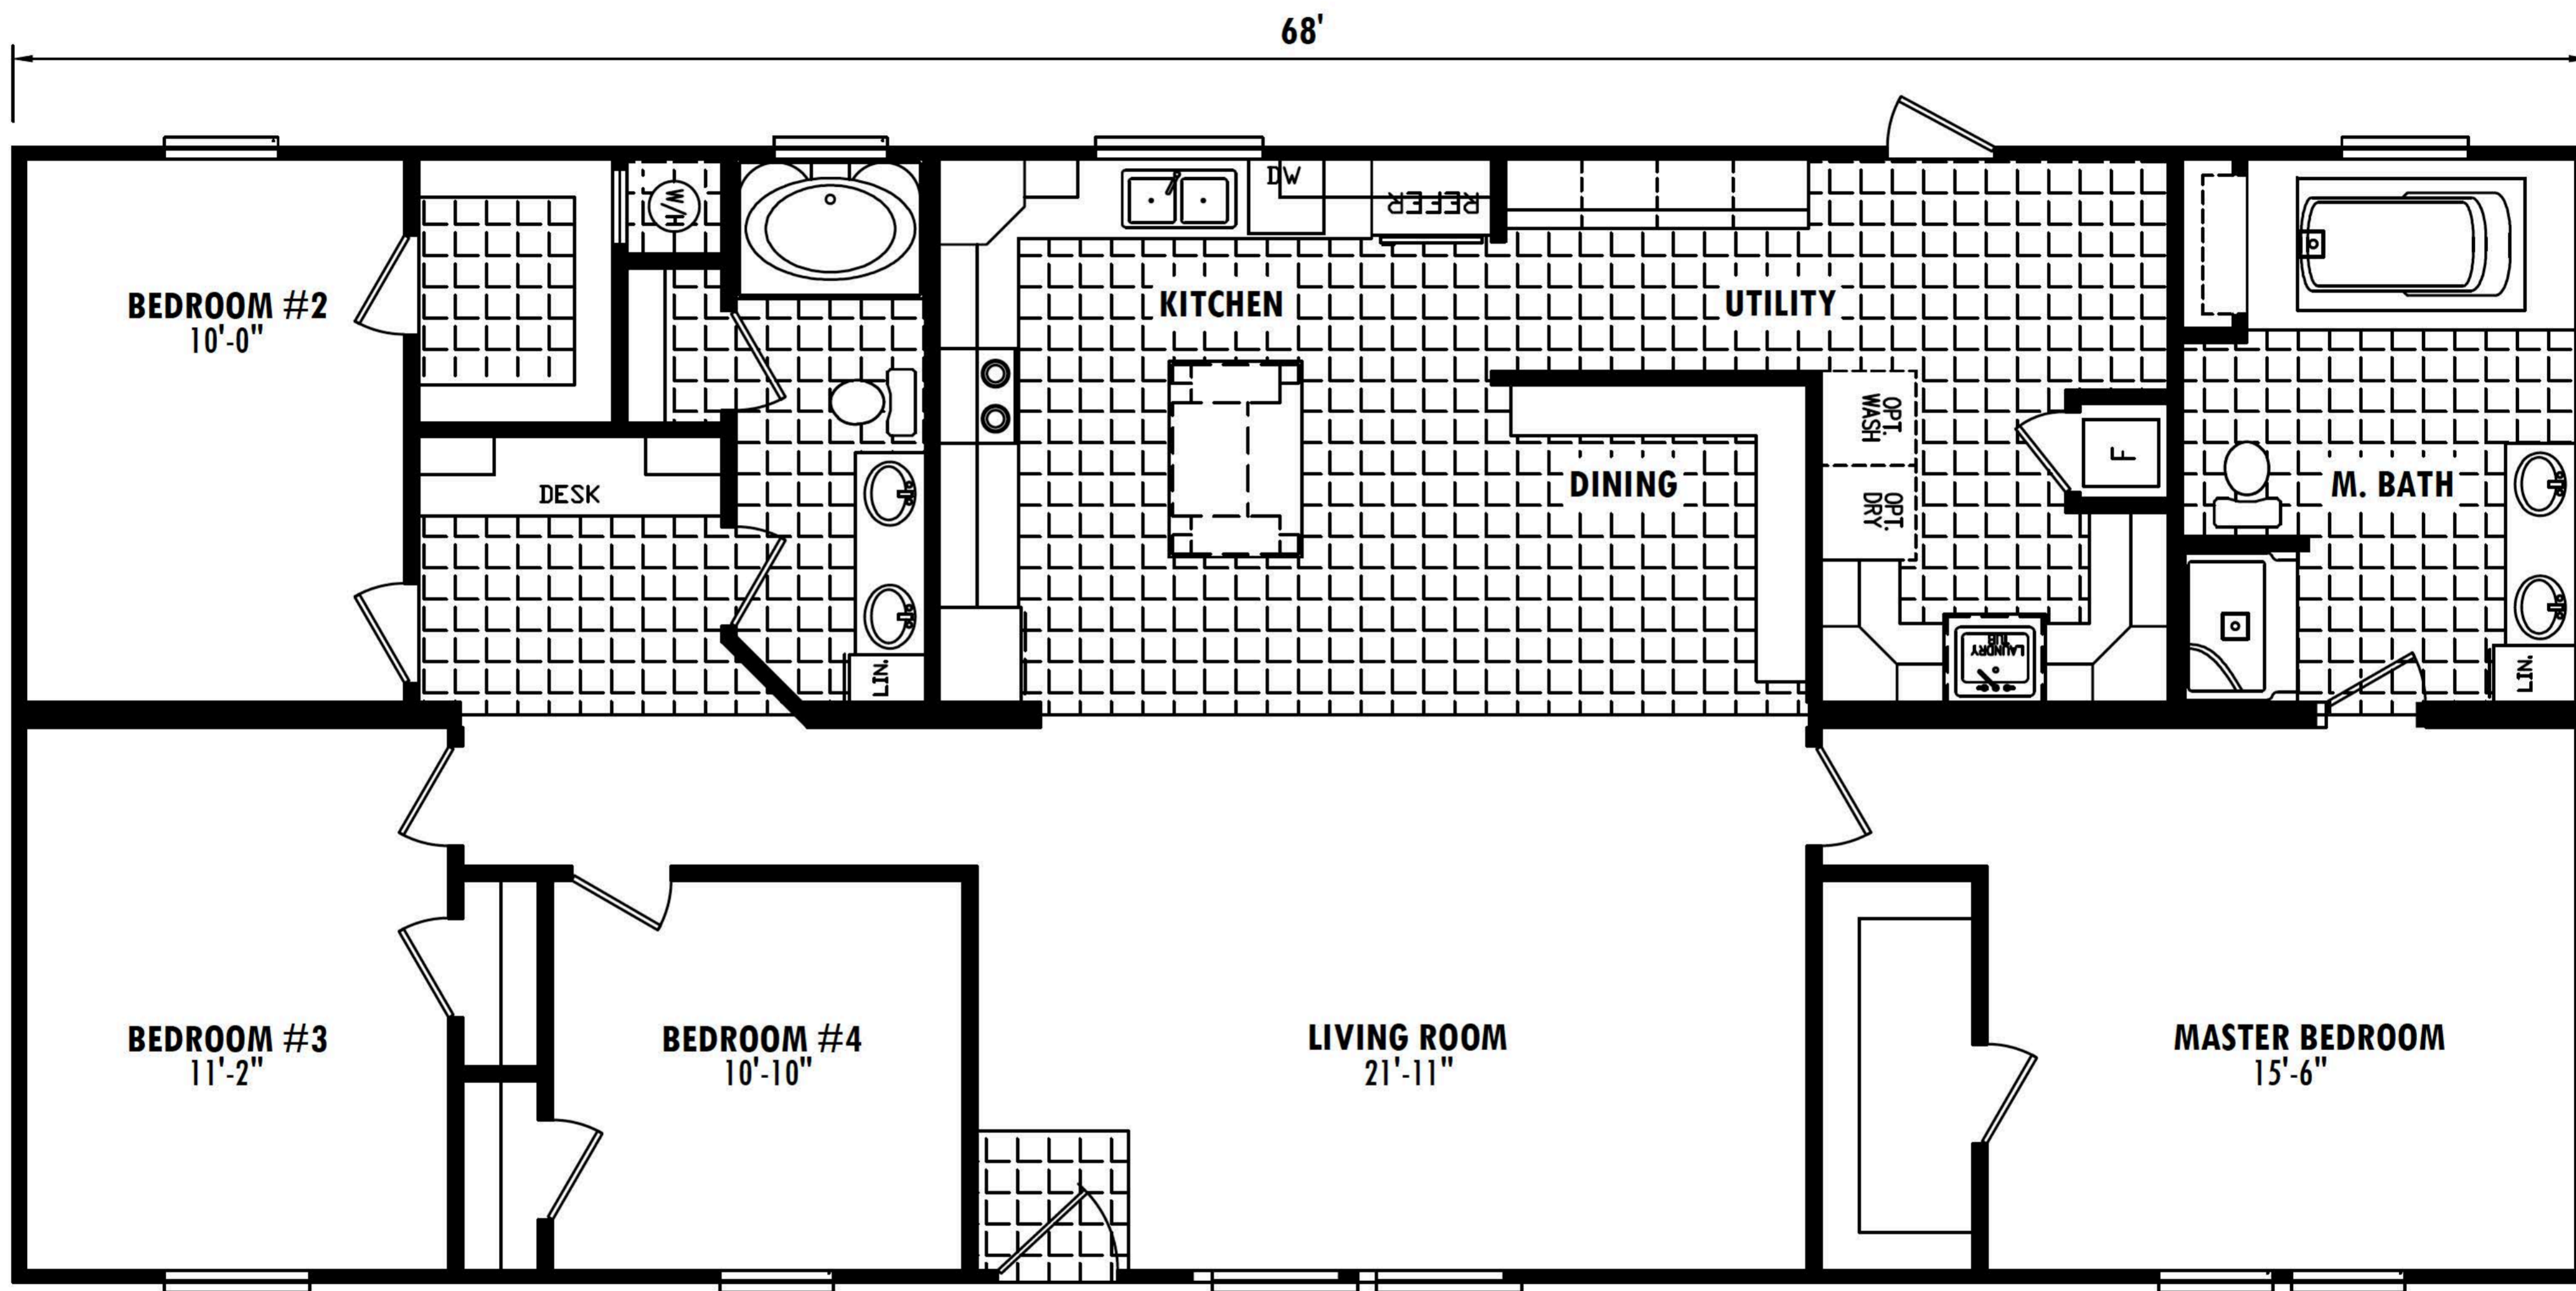 68'
W/H
DW
REFER
BEDROOM #2
10'-0"
KITCHEN
UTILITY
OPT.
WASH
F
DESK
DINING
OPT.
DRY
M. BATH
LAUNDRY
TUB
LIN.
LIN.
BEDROOM #3
11'-2"
BEDROOM #4
10'-10"
LIVING ROOM
21'-11"
MASTER BEDROOM
15'-6"